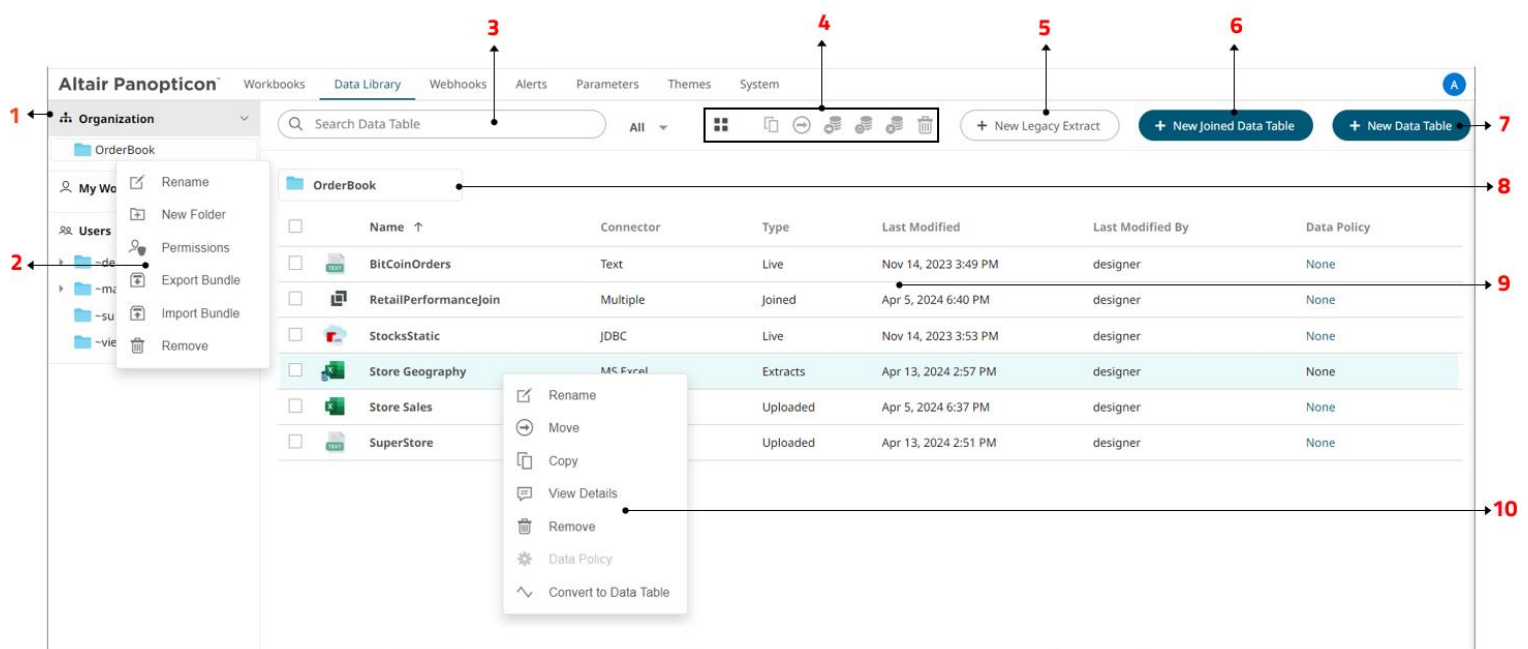 3
4
5
6
Altair Panopticon™ Workbooks Data Library Webhooks Alerts Parameters Themes System A
1 Organization Search Data Table All + New Legacy Extract + New Joined Data Table + New Data Table 7
OrderBook
My Wo Rename OrderBook 8
New Folder
Users Name ↑ Connector Type Last Modified Last Modified By Data Policy
Permissions
2 ~de TEXT BitCoinOrders Text Live Nov 14, 2023 3:49 PM designer None
Export Bundle
~ma RetailPerformanceJoin Multiple Joined Apr 5, 2024 6:40 PM designer None 9
~su Import Bundle
~vie Remove StocksStatic JDBC Live Nov 14, 2023 3:53 PM designer None
Store Geography MS Excel Extracts Apr 13, 2024 2:57 PM designer None
Store Sales Uploaded Apr 5, 2024 6:37 PM designer None
TEXT SuperStore Uploaded Apr 13, 2024 2:51 PM designer None
Rename
Move
Copy
View Details
10
Remove
Data Policy
Convert to Data Table